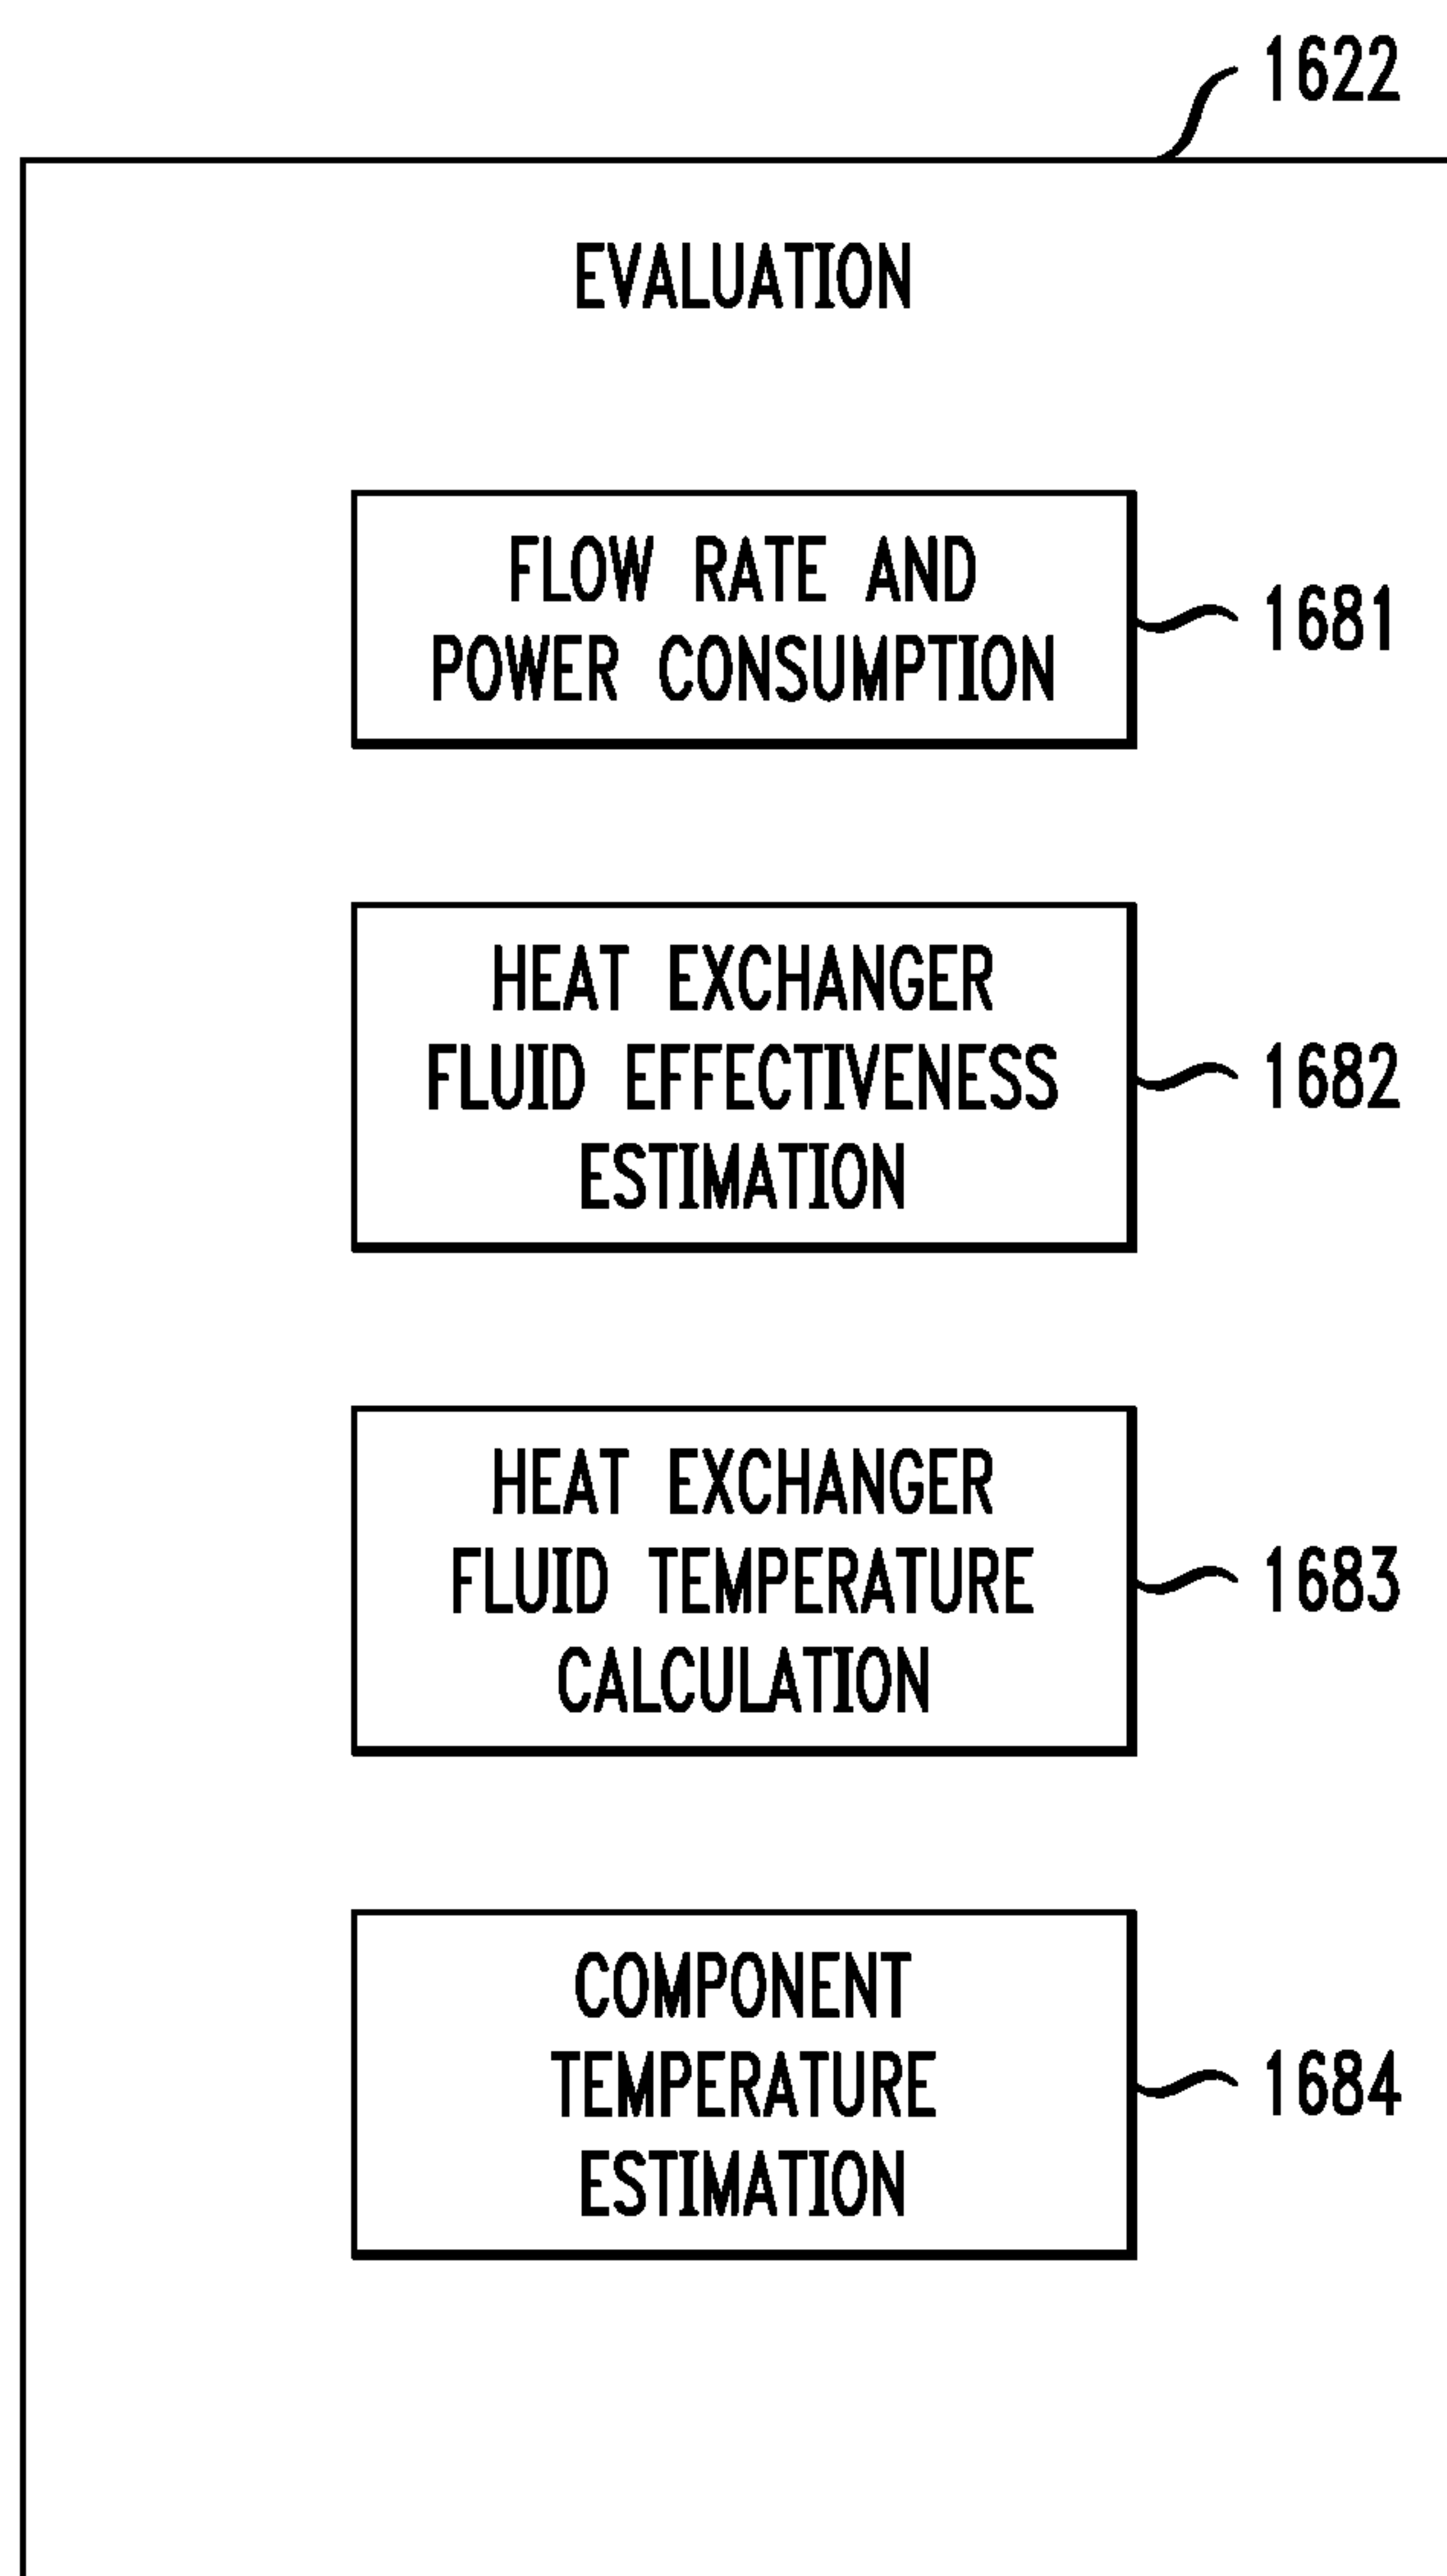 1622
EVALUATION
FLOW RATE AND
POWER CONSUMPTION
1681
HEAT EXCHANGER
FLUID EFFECTIVENESS
ESTIMATION
1682
HEAT EXCHANGER
FLUID TEMPERATURE
CALCULATION
1683
COMPONENT
TEMPERATURE
ESTIMATION
1684